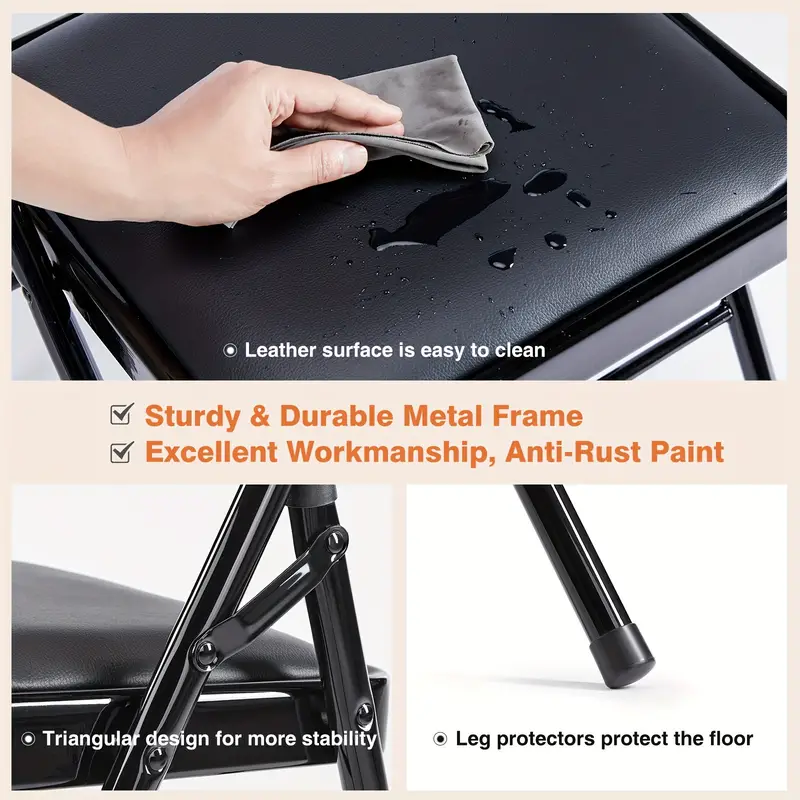 Leather surface is easy to clean
Sturdy & Durable Metal Frame
Excellent Workmanship, Anti-Rust Paint
Triangular design for more stability
Leg protectors protect the floor